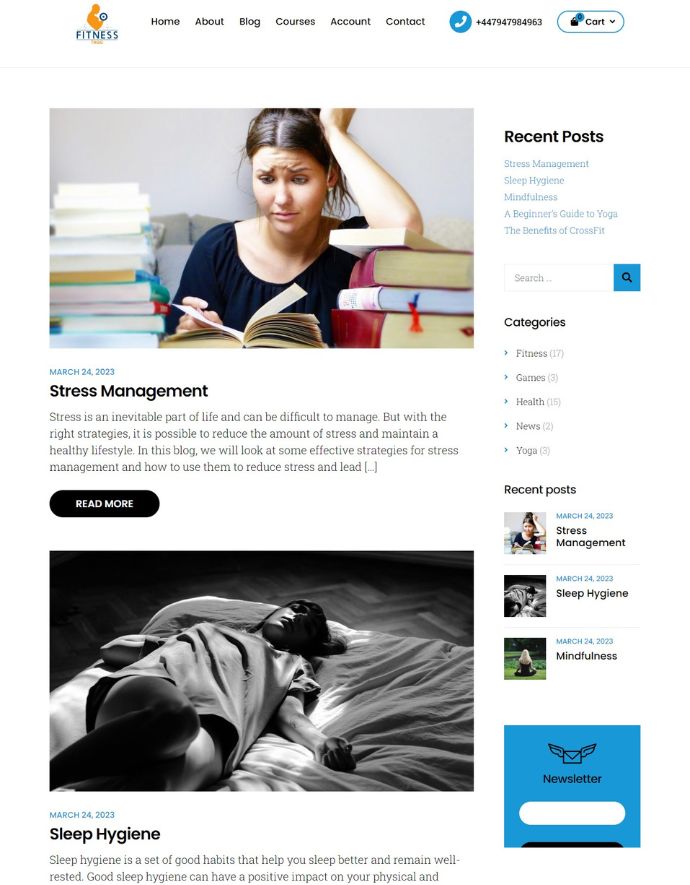 FITNESS
Home About Blog Courses Account Contact
+447947984963
0
Cart
Recent Posts
Stress Management
Sleep Hygiene
Mindfulness
A Beginner's Guide to Yoga
The Benefits of CrossFit
Search ...
Categories
Fitness (17)
Games (3)
Health (15)
News (2)
Yoga (3)
Recent posts
MARCH 24, 2023
Stress
Management
MARCH 24, 2023
Sleep Hygiene
MARCH 24, 2023
Mindfulness
Newsletter
MARCH 24, 2023
Stress Management
Stress is an inevitable part of life and can be difficult to manage. But with the
right strategies, it is possible to reduce the amount of stress and maintain a
healthy lifestyle. In this blog, we will look at some effective strategies for stress
management and how to use them to reduce stress and lead [...]
READ MORE
MARCH 24, 2023
Sleep Hygiene
Sleep hygiene is a set of good habits that help you sleep better and remain well-
rested. Good sleep hygiene can have a positive impact on your physical and